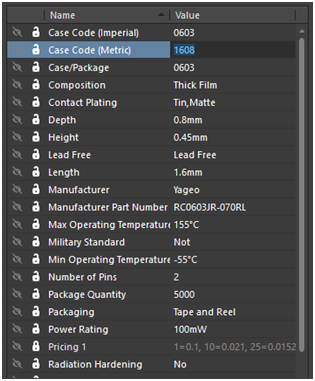 Name Value
Case Code (Imperial) 0603
Case Code (Metric) 1608
Case/Package 0603
Composition Thick Film
Contact Plating Tin,Matte
Depth 0.8mm
Height 0.45mm
Lead Free Lead Free
Length 1.6mm
Manufacturer Yageo
Manufacturer Part Number RC0603JR-070RL
Max Operating Temperature 155°C
Military Standard Not
Min Operating Temperature -55°C
Number of Pins 2
Package Quantity 5000
Packaging Tape and Reel
Power Rating 100mW
Pricing 1 1=0.1, 10=0.021, 25=0.0152
Radiation Hardening No